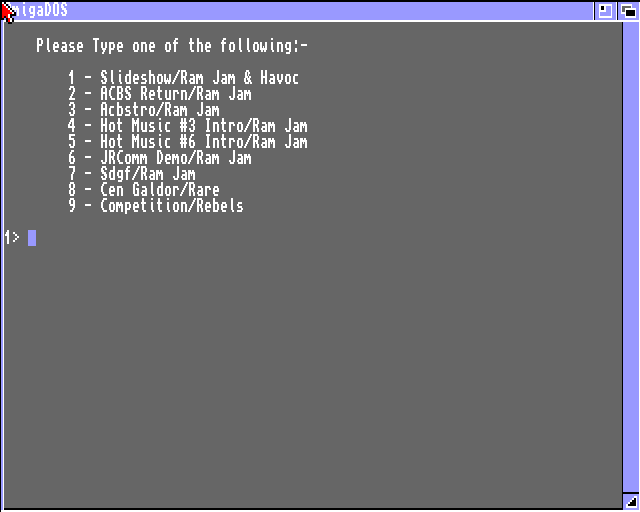 migaDOS
Please Type one of the following:-
1 - Slideshow/Ram Jam & Havoc
2 - ACBS Return/Ram Jam
3 - Acbstro/Ram Jam
4 - Hot Music #3 Intro/Ram Jam
5 - Hot Music #6 Intro/Ram Jam
6 - JRComm Demo/Ram Jam
7 - Sdgf/Ram Jam
8 - Cen Galdor/Rare
9 - Competition/Rebels
1>